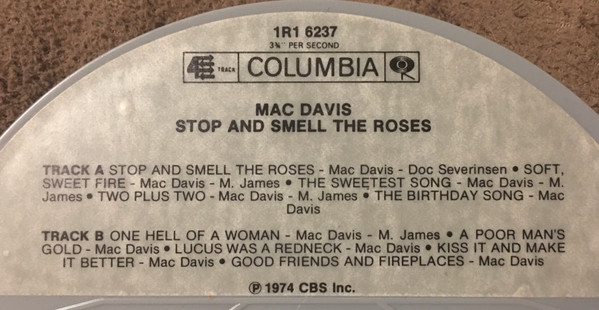 1R1 6237
3¾" PER SECOND
4 TRACK COLUMBIA
MAC DAVIS
STOP AND SMELL THE ROSES
TRACK A STOP AND SMELL THE ROSES - Mac Davis - Doc Severinsen • SOFT,
SWEET FIRE - Mac Davis - M. James • THE SWEETEST SONG - Mac Davis - M.
James • TWO PLUS TWO - Mac Davis - M. James • THE BIRTHDAY SONG - Mac
Davis
TRACK B ONE HELL OF A WOMAN - Mac Davis - M. James • A POOR MAN'S
GOLD - Mac Davis • LUCUS WAS A REDNECK - Mac Davis • KISS IT AND MAKE
IT BETTER - Mac Davis • GOOD FRIENDS AND FIREPLACES - Mac Davis
℗ 1974 CBS Inc.